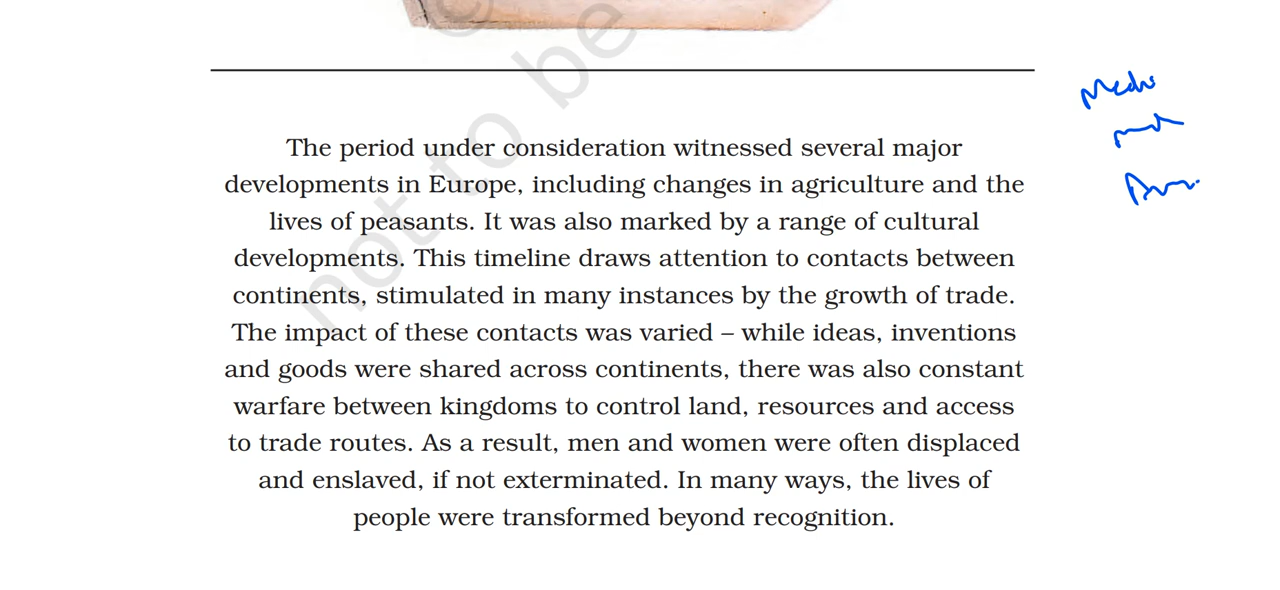 © not to be
The period under consideration witnessed several major
developments in Europe, including changes in agriculture and the
lives of peasants. It was also marked by a range of cultural
developments. This timeline draws attention to contacts between
continents, stimulated in many instances by the growth of trade.
The impact of these contacts was varied – while ideas, inventions
and goods were shared across continents, there was also constant
warfare between kingdoms to control land, resources and access
to trade routes. As a result, men and women were often displaced
and enslaved, if not exterminated. In many ways, the lives of
people were transformed beyond recognition.